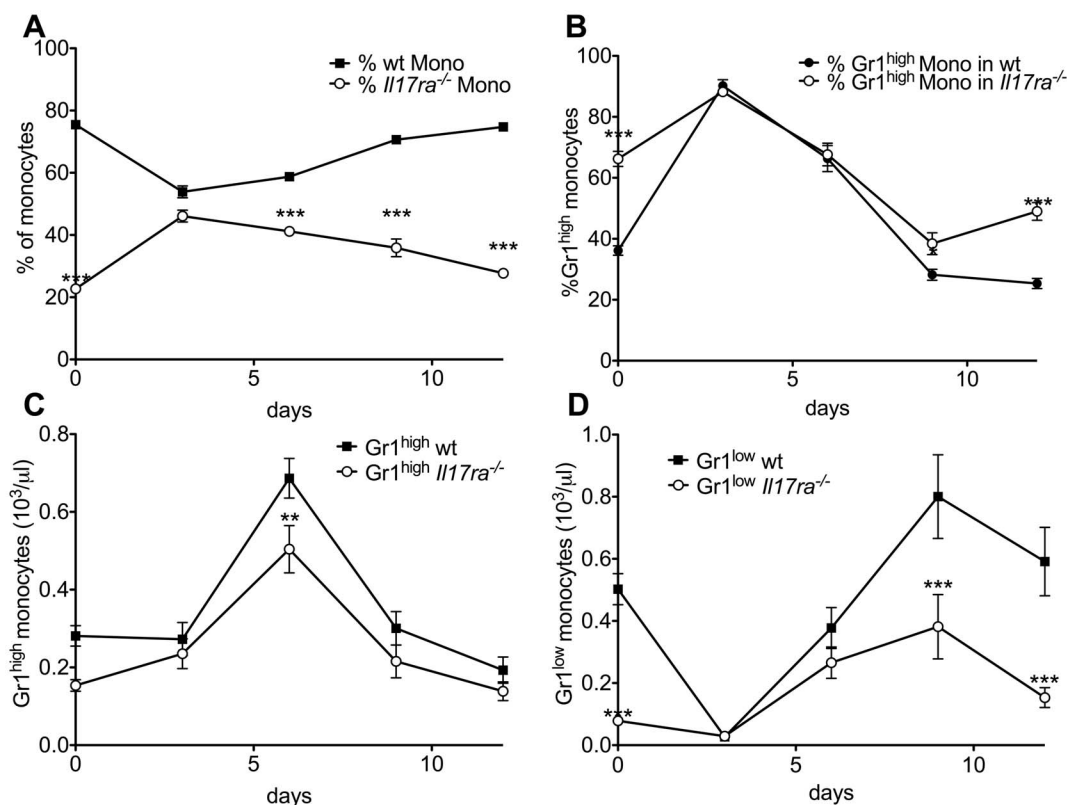 A
% of monocytes
100
80
60
40
20
0
% wt Mono
% Il17ra-/- Mono
***
***
***
***
0
5
10
days
B
%Gr1high monocytes
100
80
60
40
20
0
% Gr1high Mono in wt
% Gr1high Mono in Il17ra-/-
***
***
0
5
10
days
C
Gr1high monocytes (10³/μl)
0.8
0.6
0.4
0.2
0.0
Gr1high wt
Gr1high Il17ra-/-
**
0
5
10
days
D
Gr1low monocytes (10³/μl)
1.0
0.8
0.6
0.4
0.2
0.0
Gr1low wt
Gr1low Il17ra-/-
***
***
***
0
5
10
days